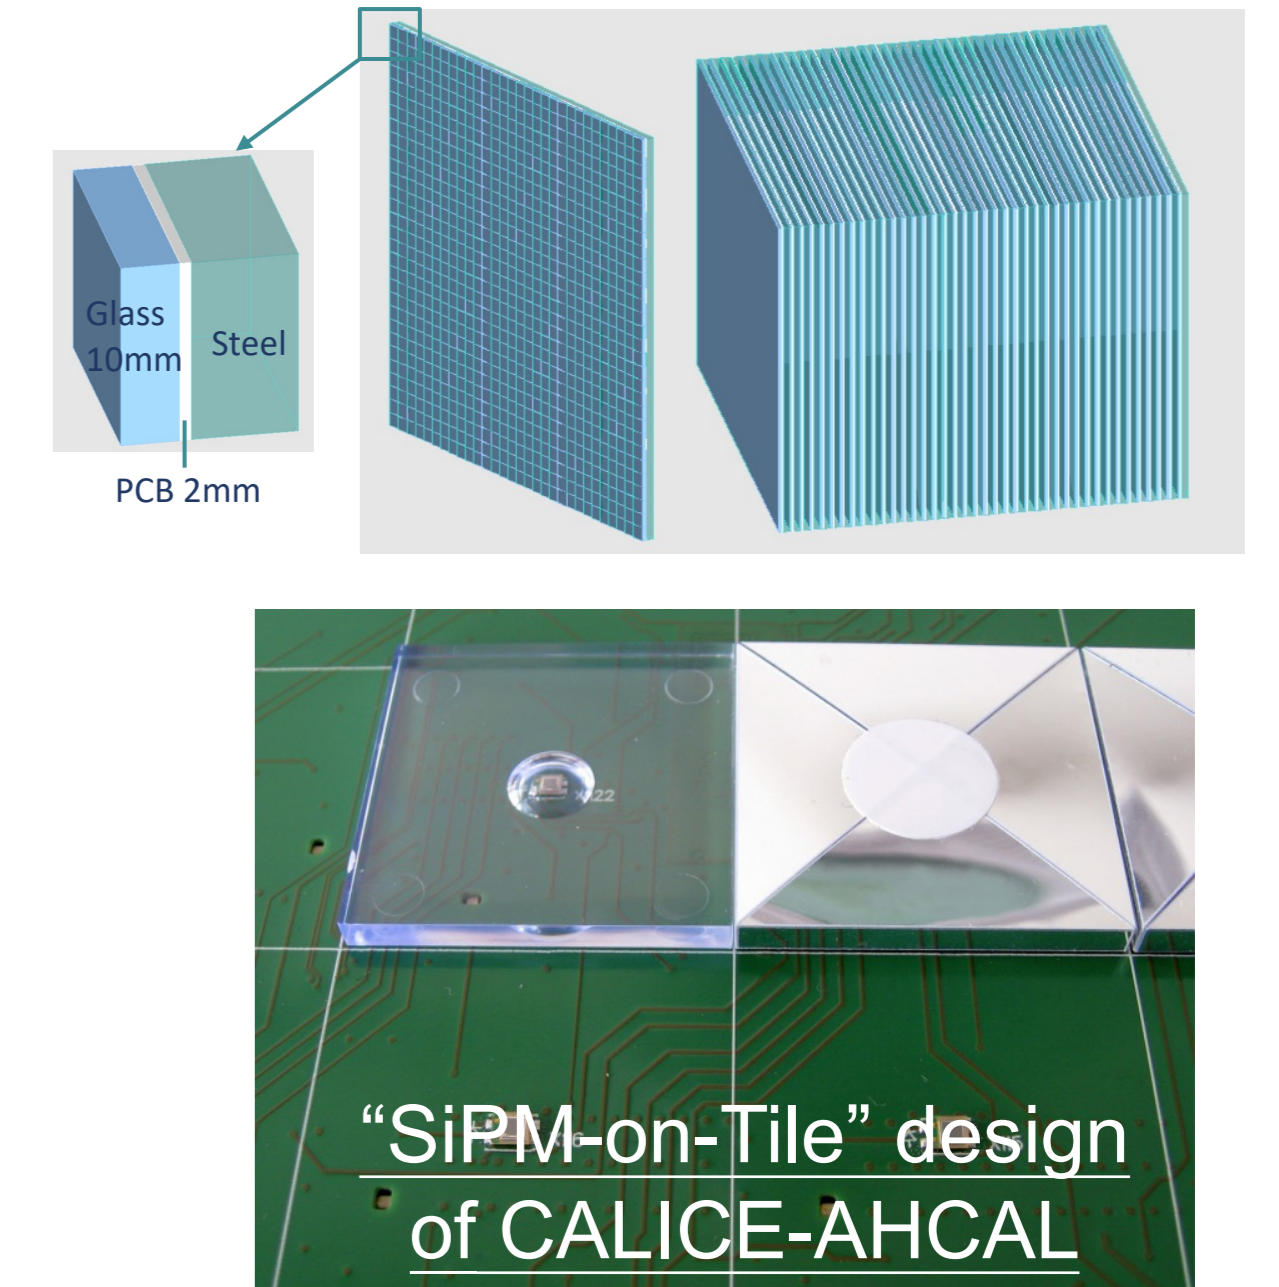 Glass
10mm
Steel
PCB 2mm
“SiPM-on-Tile” design
of CALICE-AHCAL